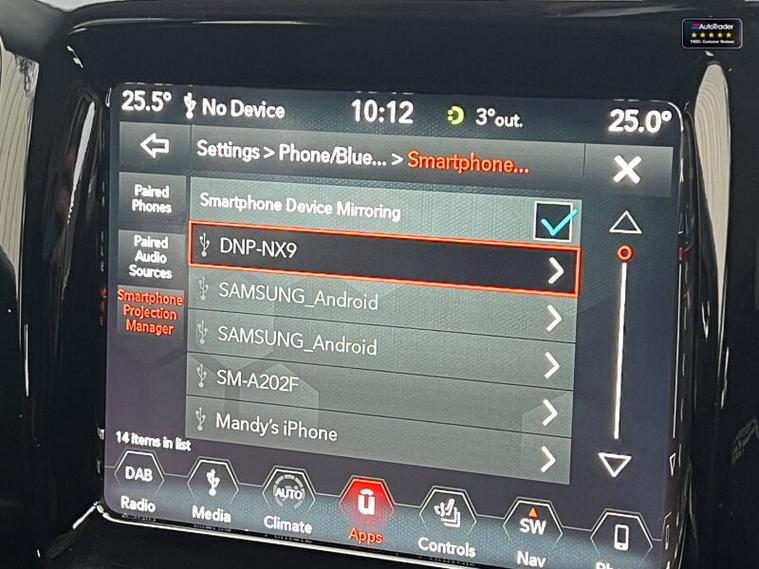 AutoTrader
25.5° No Device 10:12 3°out. 25.0°
Settings > Phone/Blue... > Smartphone...
Paired
Phones
Paired
Audio
Sources
Smartphone
Projection
Manager
Smartphone Device Mirroring
DNP-NX9
SAMSUNG_Android
SAMSUNG_Android
SM-A202F
Mandy's iPhone
14 items in list
DAB
Radio
Media
AUTO
Climate
Apps
Controls
SW
Nav